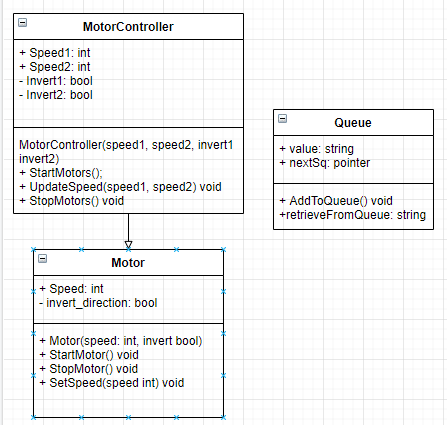 MotorController
+ Speed1: int
+ Speed2: int
- Invert1: bool
- Invert2: bool
MotorController(speed1, speed2, invert1
invert2)
+ StartMotors();
+ UpdateSpeed(speed1, speed2) void
+ StopMotors() void
Queue
+ value: string
+ nextSq: pointer
+ AddToQueue() void
+retrieveFromQueue: string
Motor
+ Speed: int
- invert_direction: bool
+ Motor(speed: int, invert bool)
+ StartMotor() void
+ StopMotor() void
+ SetSpeed(speed int) void